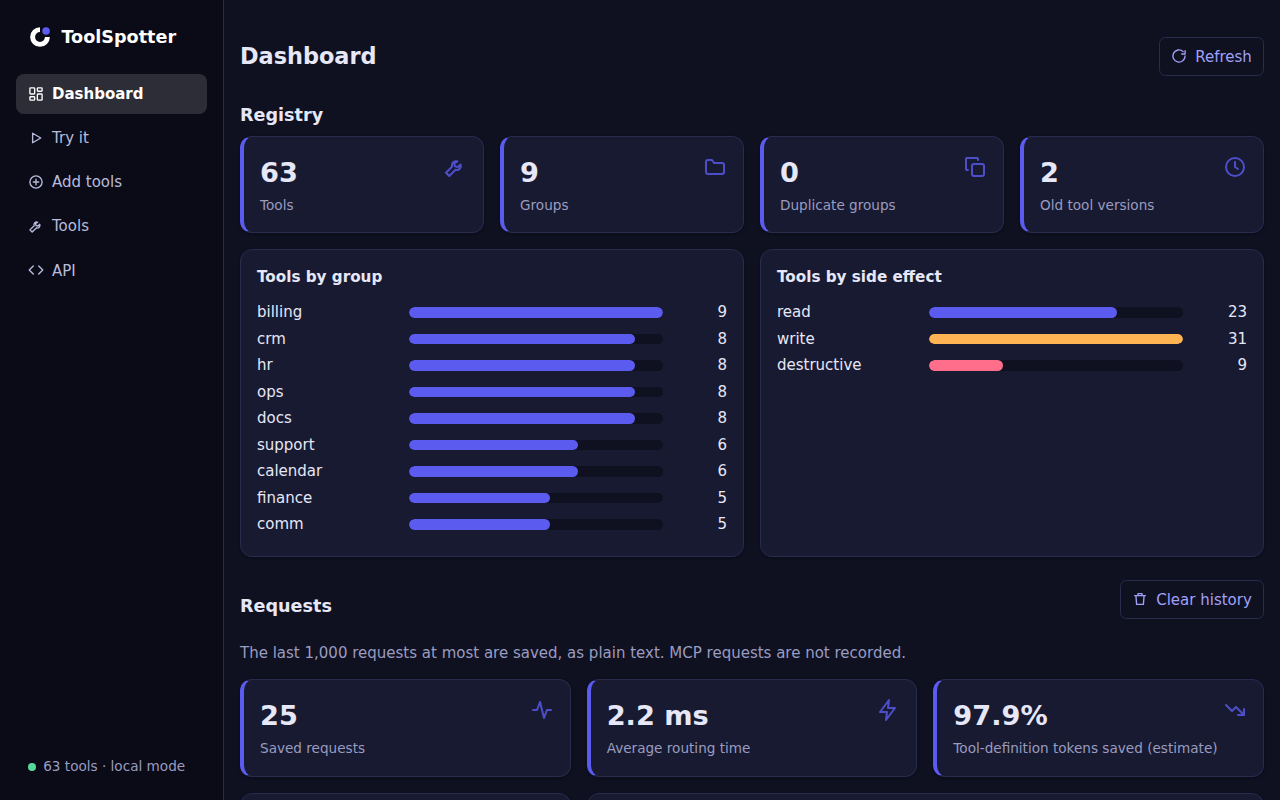 ToolSpotter
Dashboard
Try it
Add tools
Tools
API
63 tools · local mode
Dashboard
Refresh
Registry
63
Tools
9
Groups
0
Duplicate groups
2
Old tool versions
Tools by group
billing 9
crm 8
hr 8
ops 8
docs 8
support 6
calendar 6
finance 5
comm 5
Tools by side effect
read 23
write 31
destructive 9
Requests
Clear history
The last 1,000 requests at most are saved, as plain text. MCP requests are not recorded.
25
Saved requests
2.2 ms
Average routing time
97.9%
Tool-definition tokens saved (estimate)